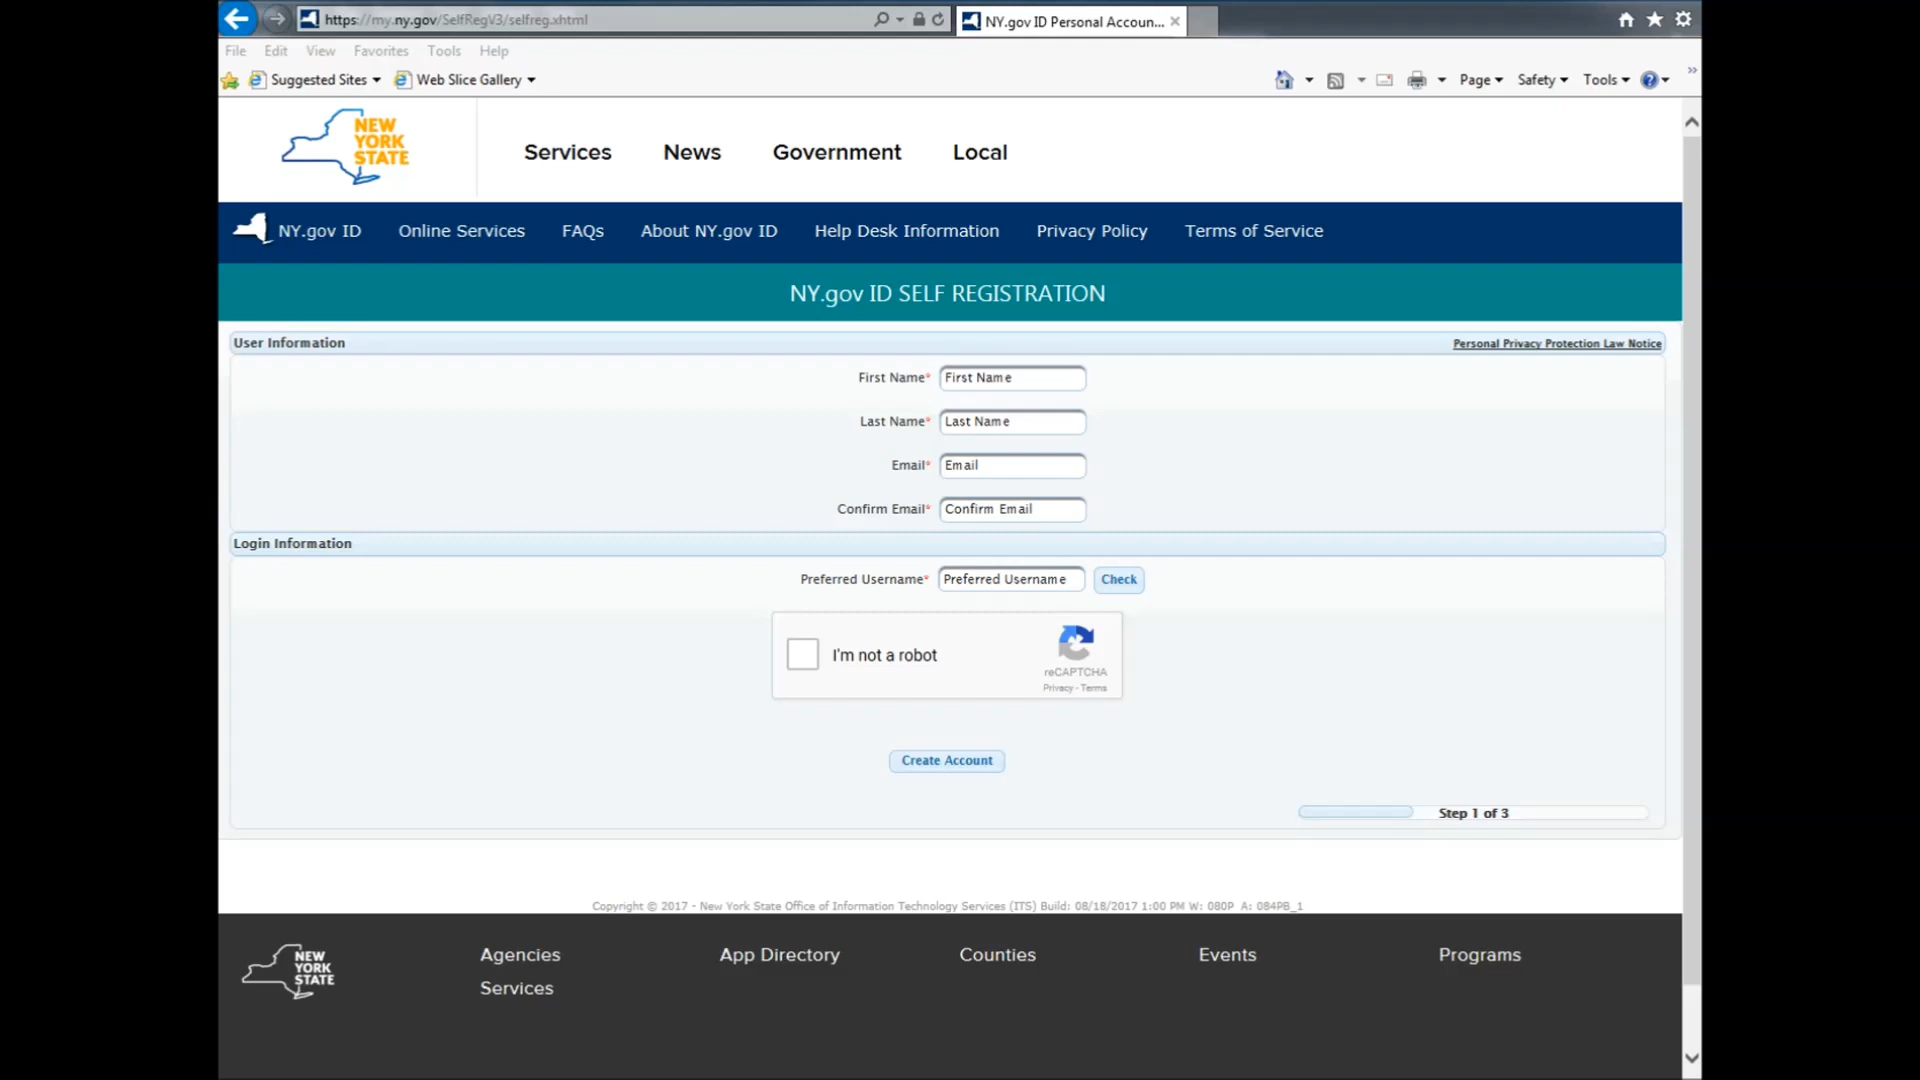 https://my.ny.gov/SelfRegV3/selfreg.xhtml
NY.gov ID Personal Accoun...
File Edit View Favorites Tools Help
Suggested Sites Web Slice Gallery Page Safety Tools
NEW YORK STATE
Services News Government Local
NY.gov ID Online Services FAQs About NY.gov ID Help Desk Information Privacy Policy Terms of Service
NY.gov ID SELF REGISTRATION
User Information Personal Privacy Protection Law Notice
First Name* First Name
Last Name* Last Name
Email* Email
Confirm Email* Confirm Email
Login Information
Preferred Username* Preferred Username Check
I'm not a robot
reCAPTCHA
Privacy - Terms
Create Account
Step 1 of 3
Copyright © 2017 - New York State Office of Information Technology Services (ITS) Build: 08/18/2017 1:00 PM W: 080P A: 084PB_1
NEW YORK STATE
Agencies App Directory Counties Events Programs
Services